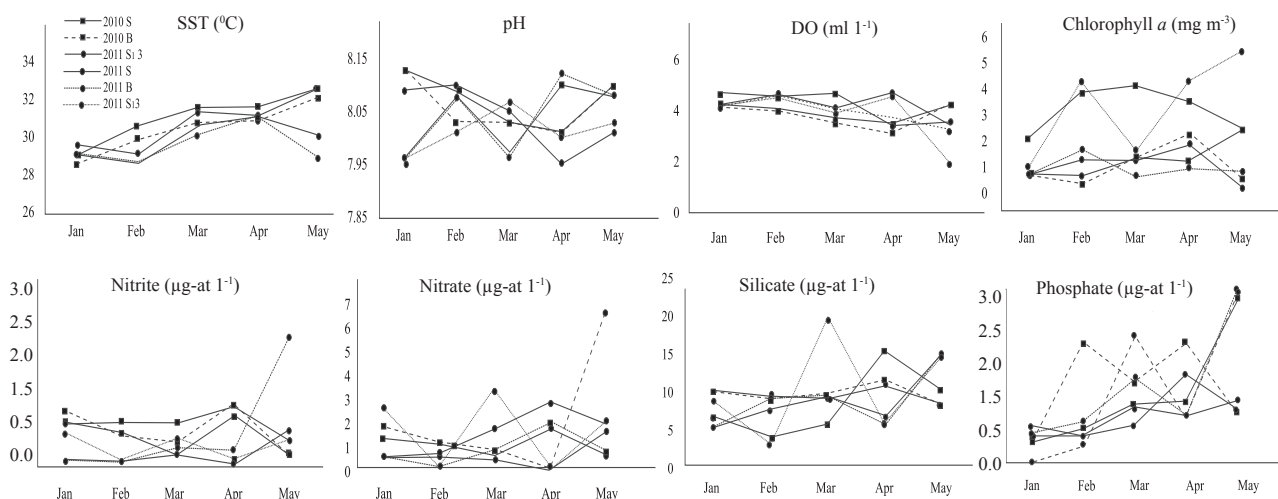 SST (⁰C)
2010 S
2010 B
2011 S1 3
2011 S
2011 B
2011 S13
34
32
30
28
26
Jan Feb Mar Apr May
pH
8.15
8.05
7.95
7.85
Jan Feb Mar Apr May
DO (ml 1⁻¹)
6
4
2
0
Jan Feb Mar Apr May
Chlorophyll a (mg m⁻³)
6
5
4
3
2
1
0
Jan Feb Mar Apr May
Nitrite (µg-at 1⁻¹)
3.0
2.5
2.0
1.5
0.5
0.0
Jan Feb Mar Apr May
Nitrate (µg-at 1⁻¹)
7
6
5
4
3
2
1
0
Jan Feb Mar Apr May
Silicate (µg-at 1⁻¹)
25
20
15
10
5
0
Jan Feb Mar Apr May
Phosphate (µg-at 1⁻¹)
3.0
2.5
2.0
1.5
0.5
0.0
Jan Feb Mar Apr May